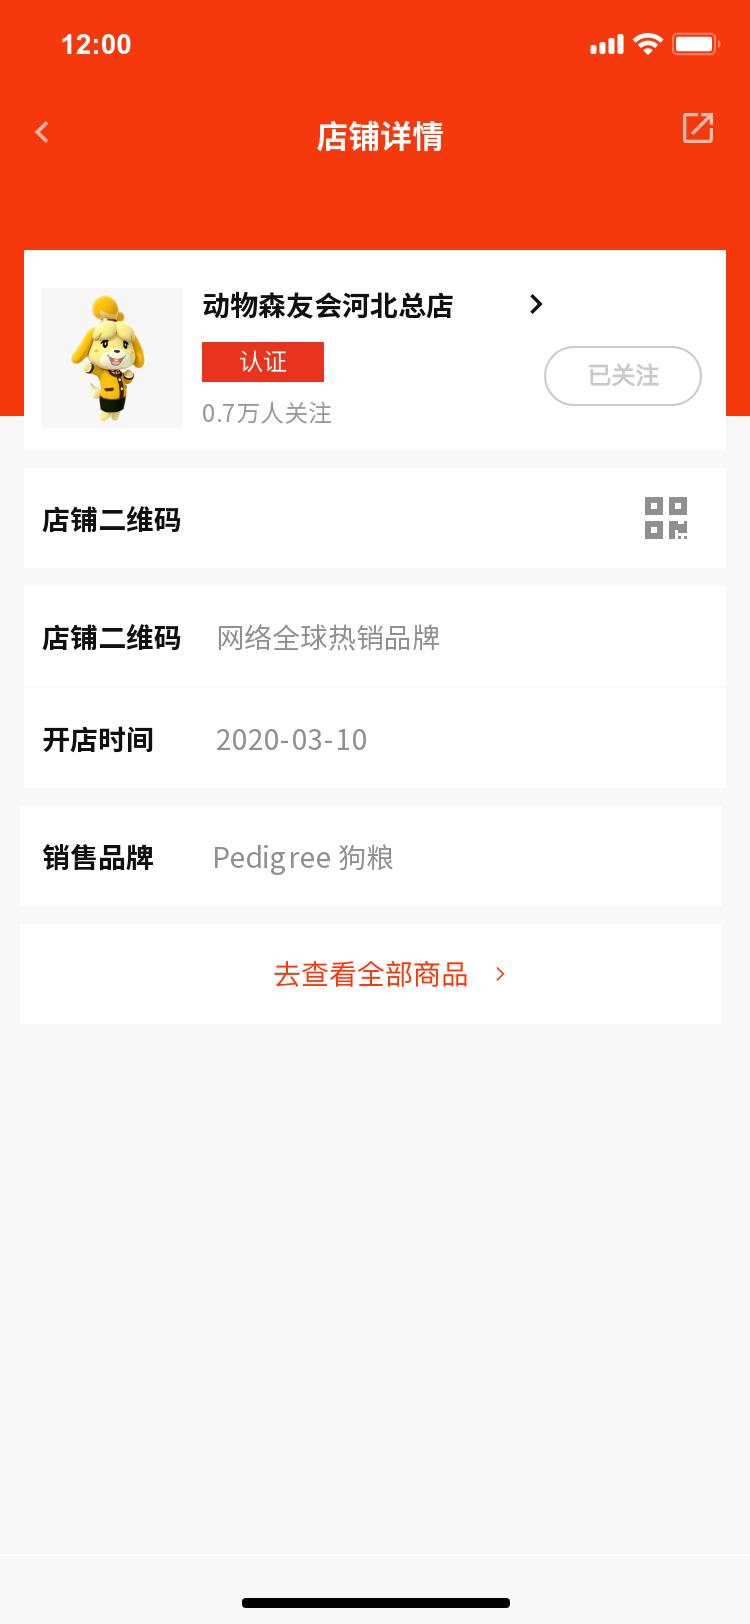 12:00
店铺详情
动物森友会河北总店
认证
已关注
0.7万人关注
店铺二维码
店铺二维码 网络全球热销品牌
开店时间 2020-03-10
销售品牌 Pedigree 狗粮
去查看全部商品